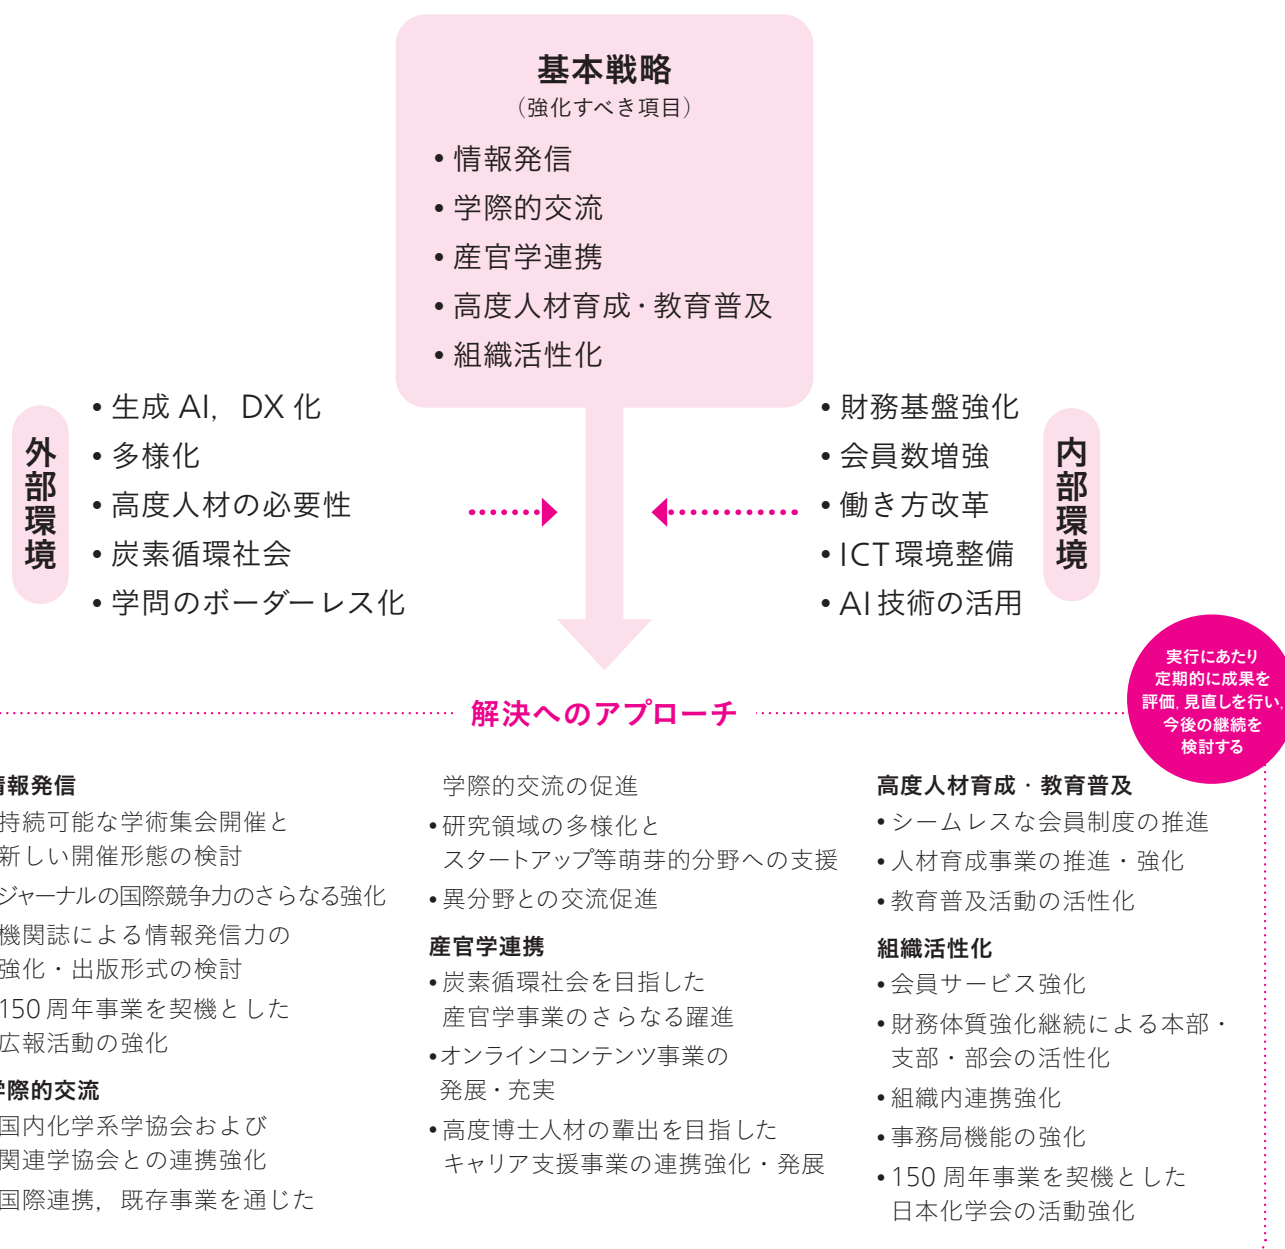 基本戦略
（強化すべき項目）
• 情報発信
• 学際的交流
• 産官学連携
• 高度人材育成・教育普及
• 組織活性化
外部環境
• 生成 AI，DX 化
• 多様化
• 高度人材の必要性
• 炭素循環社会
• 学問のボーダーレス化
• 財務基盤強化
• 会員数増強
• 働き方改革
• ICT 環境整備
• AI 技術の活用
内部環境
実行にあたり
定期的に成果を
評価，見直しを行い，
今後の継続を
検討する
解決へのアプローチ
情報発信
持続可能な学術集会開催と
新しい開催形態の検討
ジャーナルの国際競争力のさらなる強化
機関誌による情報発信力の
強化・出版形式の検討
150 周年事業を契機とした
広報活動の強化
学際的交流
国内化学系学協会および
関連学協会との連携強化
国際連携，既存事業を通じた
学際的交流の促進
• 研究領域の多様化と
スタートアップ等萌芽的分野への支援
• 異分野との交流促進
産官学連携
• 炭素循環社会を目指した
産官学事業のさらなる躍進
• オンラインコンテンツ事業の
発展・充実
• 高度博士人材の輩出を目指した
キャリア支援事業の連携強化・発展
高度人材育成・教育普及
• シームレスな会員制度の推進
• 人材育成事業の推進・強化
• 教育普及活動の活性化
組織活性化
• 会員サービス強化
• 財務体質強化継続による本部・
支部・部会の活性化
• 組織内連携強化
• 事務局機能の強化
• 150 周年事業を契機とした
日本化学会の活動強化